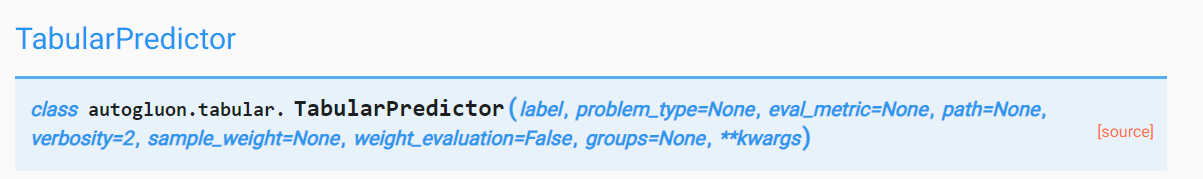 TabularPredictor
class autogluon.tabular. TabularPredictor(label, problem_type=None, eval_metric=None, path=None,
verbosity=2, sample_weight=None, weight_evaluation=False, groups=None, **kwargs)
[source]